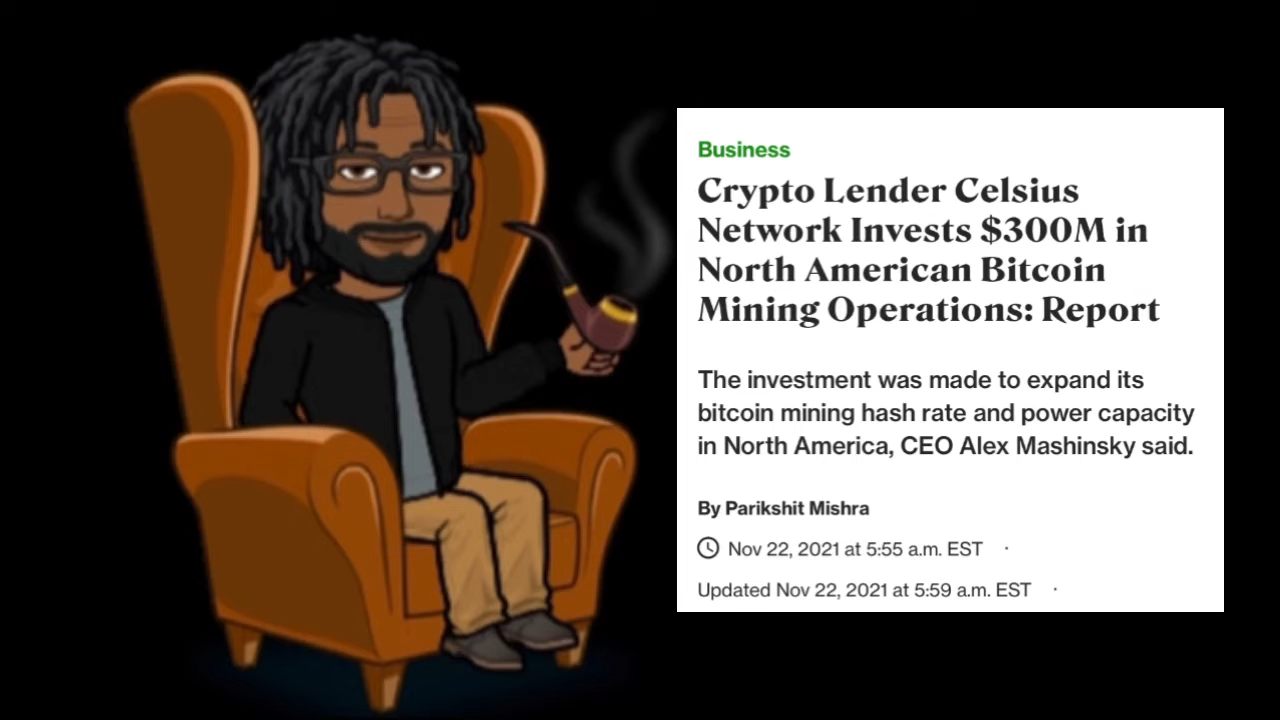 Business
Crypto Lender Celsius
Network Invests $300M in
North American Bitcoin
Mining Operations: Report
The investment was made to expand its
bitcoin mining hash rate and power capacity
in North America, CEO Alex Mashinsky said.
By Parikshit Mishra
Nov 22, 2021 at 5:55 a.m. EST ·
Updated Nov 22, 2021 at 5:59 a.m. EST ·